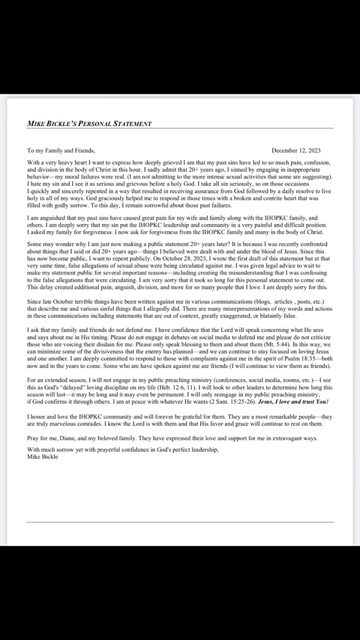 MIKE BICKLE'S PERSONAL STATEMENT
To my Family and Friends, December 12, 2023
With a very heavy heart I want to express how deeply grieved I am that my past sins have led to so much pain, confusion,
and division in the body of Christ in this hour. I sadly admit that 20+ years ago, I sinned by engaging in inappropriate
behavior—my moral failures were real. (I am not admitting to the more intense sexual activities that some are suggesting).
I hate my sin and I see it as serious and grievous before a holy God. I take all sin seriously, so on those occasions
I quickly and sincerely repented in a way that resulted in receiving assurance from God followed by a daily resolve to live
holy in all of my ways. God graciously helped me to respond in those times with a broken and contrite heart that was
filled with godly sorrow. To this day, I remain sorrowful about those past failures.
I am anguished that my past sins have caused great pain for my wife and family along with the IHOPKC family, and
others. I am deeply sorry that my sin put the IHOPKC leadership and community in a very painful and difficult position.
I asked my family for forgiveness. I now ask for forgiveness from the IHOPKC family and many in the body of Christ.
Some may wonder why I am just now making a public statement 20+ years later? It is because I was recently confronted
about things that I said or did 20+ years ago—things I believed were dealt with and under the blood of Jesus. Since this
has now become public, I want to repent publicly. On October 28, 2023, I wrote the first draft of this statement but at that
very same time, false allegations of sexual abuse were being circulated against me. I was given legal advice to wait to
make my statement public for several important reasons—including creating the misunderstanding that I was confessing
to the false allegations that were circulating. I am very sorry that it took so long for this personal statement to come out.
This delay created additional pain, anguish, division, and more for so many people that I love. I am deeply sorry for this.
Since late October terrible things have been written against me in various communications (blogs, articles , posts, etc.)
that describe me and various sinful things that I allegedly did. There are many misrepresentations of my words and actions
in these communications including statements that are out of context, greatly exaggerated, or blatantly false.
I ask that my family and friends do not defend me. I have confidence that the Lord will speak concerning what He sees
and says about me in His timing. Please do not engage in debates on social media to defend me and please do not criticize
those who are voicing their disdain for me. Please only speak blessing to them and about them (Mt. 5:44). In this way, we
can minimize some of the divisiveness that the enemy has planned—and we can continue to stay focused on loving Jesus
and one another. I am deeply committed to respond to those with complaints against me in the spirit of Psalm 18:35—both
now and in the years to come. Some who have spoken against me are friends (I will continue to view them as friends).
For an extended season, I will not engage in my public preaching ministry (conferences, social media, zooms, etc.)—I see
this as God's "delayed" loving discipline on my life (Heb. 12:6, 11). I will look to other leaders to determine how long this
season will last—it may be long and it may even be permanent. I will only reengage in my public preaching ministry,
if God confirms it through others. I am at peace with whatever He wants (2 Sam. 15:25-26). Jesus, I love and trust You!
I honor and love the IHOPKC community and will forever be grateful for them. They are a most remarkable people—they
are truly marvelous comrades. I know the Lord is with them and that His favor and grace will continue to rest on them.
Pray for me, Diane, and my beloved family. They have expressed their love and support for me in extravagant ways.
With much sorrow yet with prayerful confidence in God's perfect leadership,
Mike Bickle